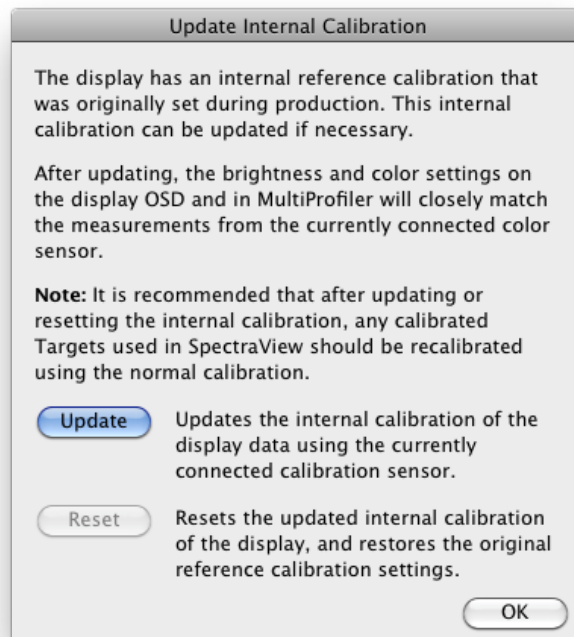 Update Internal Calibration
The display has an internal reference calibration that
was originally set during production. This internal
calibration can be updated if necessary.
After updating, the brightness and color settings on
the display OSD and in MultiProfiler will closely match
the measurements from the currently connected color
sensor.
Note: It is recommended that after updating or
resetting the internal calibration, any calibrated
Targets used in SpectraView should be recalibrated
using the normal calibration.
Update
Updates the internal calibration of the
display data using the currently
connected calibration sensor.
Reset
Resets the updated internal calibration
of the display, and restores the original
reference calibration settings.
OK